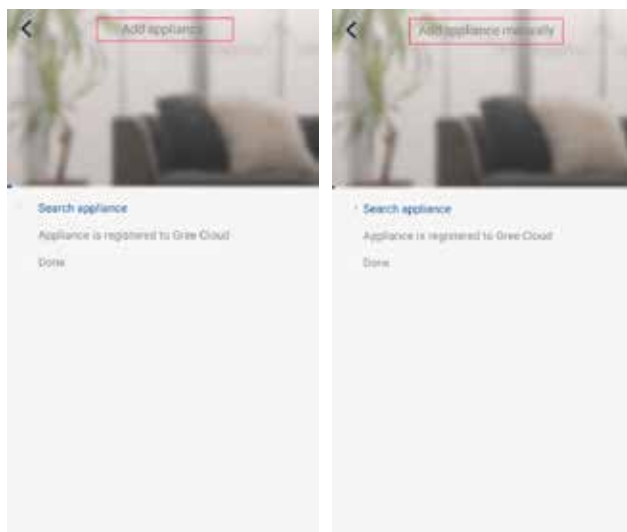 Add appliance
Search appliance
Appliance is registered to Gree Cloud
Done
Add appliance manually
Search appliance
Appliance is registered to Gree Cloud
Done